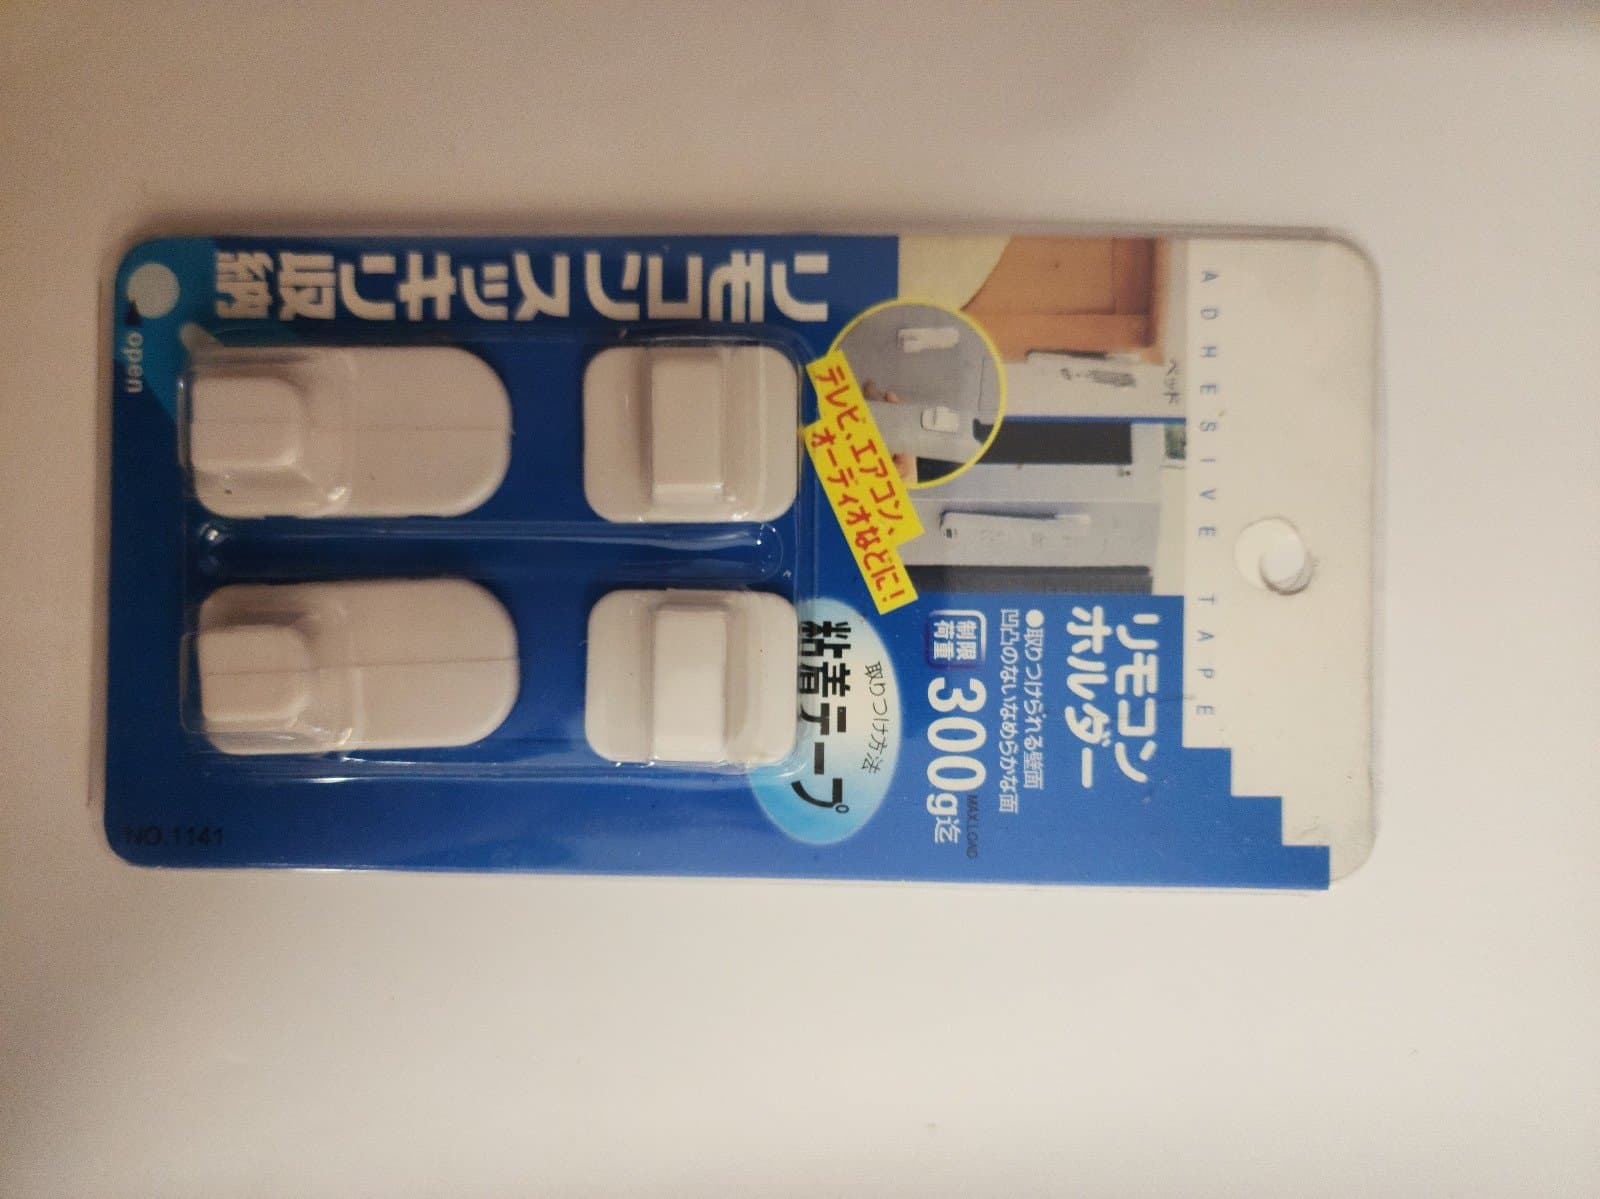 ADHESIVE TAPE
リモコン
ホルダー
●取りつけられる壁面
凹凸のないなめらかな面
制限
荷重
300g迄
MAX LOAD
ベッド
テレビ、エアコン、
オーディオなどに!
取りつけ方法
粘着テープ
リモコンスッキリ収納
open
NO.1141